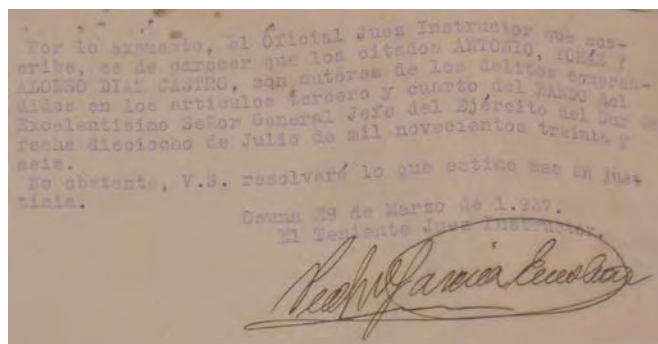 Por lo expuesto, el Oficial Juez Instructor que sus-
cribe, es de parecer que los citados ANTONIO, TOMÁS Y
ALONSO DIAZ CASTRO, son autores de los delitos compren-
didos en los artículos tercero y cuarto del BANDO del
Excelentísimo Señor General Jefe del Ejército del Sur de
fecha dieciocho de Julio de mil novecientos treinta y
seis.
No obstante, V.S. resolverá lo que estime mas en jus-
ticia.
Osuna 29 de Marzo de 1.937.
El Teniente Juez Instructor.
García